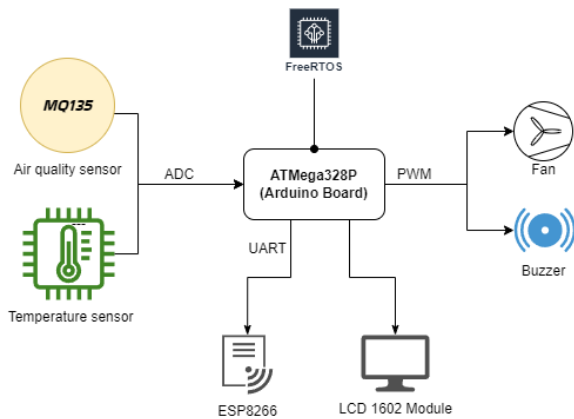 FreeRTOS
MQ135
Air quality sensor
ADC
ATMega328P
(Arduino Board)
PWM
Fan
UART
Buzzer
Temperature sensor
ESP8266
LCD 1602 Module